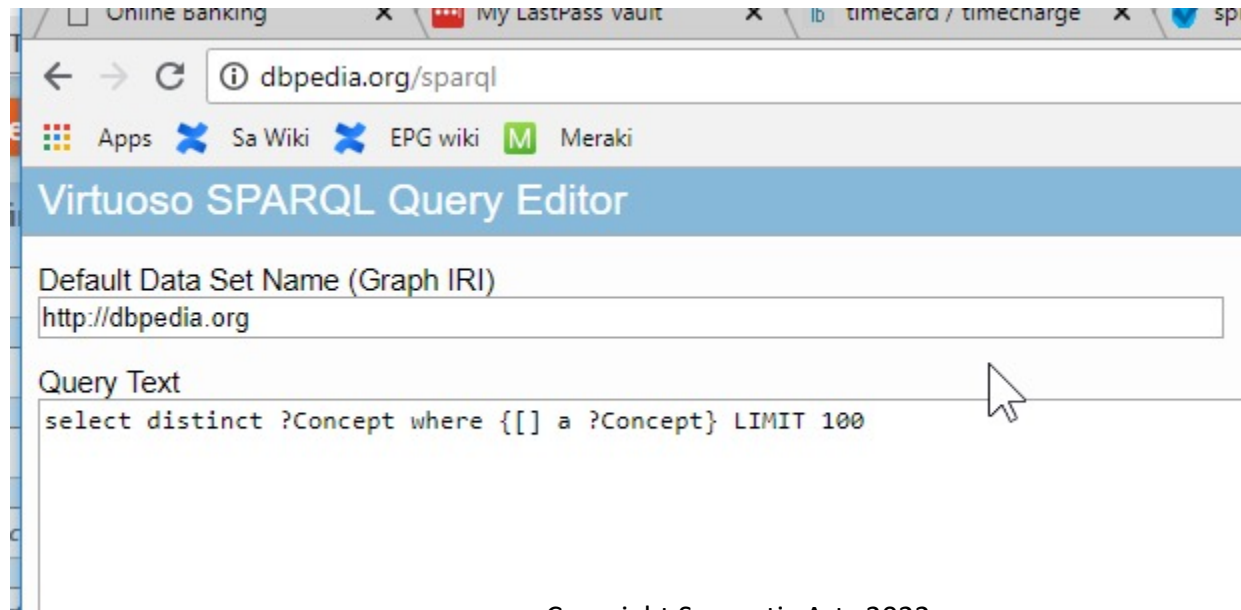 Online Banking
My LastPass Vault
timecard / timecharge
dbpedia.org/sparql
Apps Sa Wiki EPG wiki M Meraki
Virtuoso SPARQL Query Editor
Default Data Set Name (Graph IRI)
http://dbpedia.org
Query Text
select distinct ?Concept where {[] a ?Concept} LIMIT 100